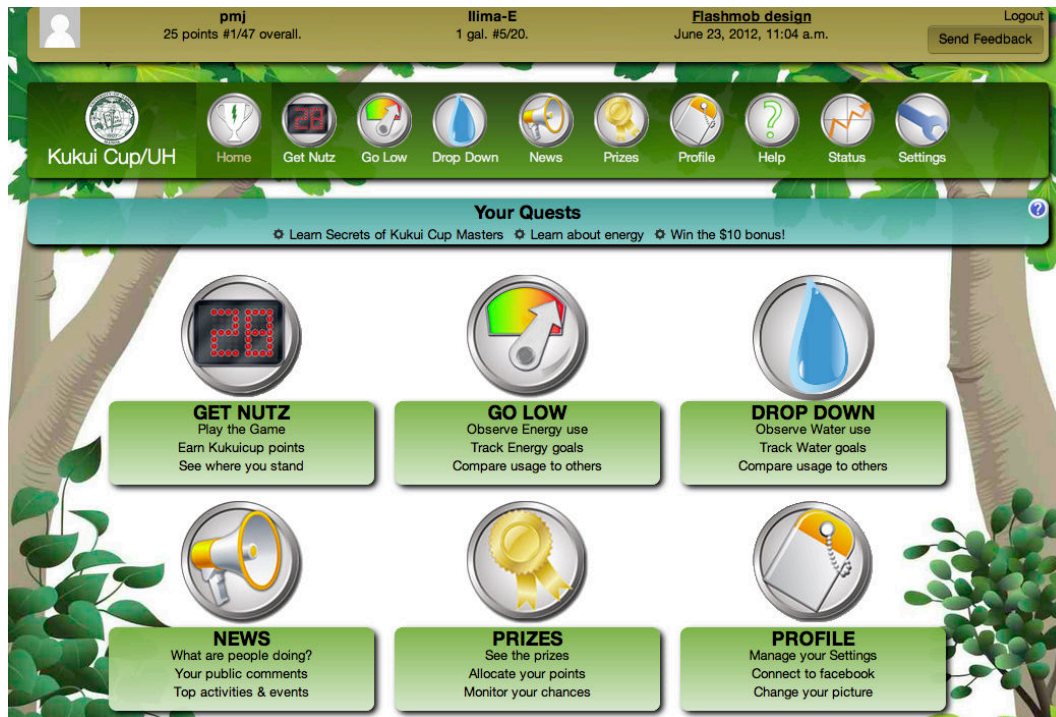 pmj
25 points #1/47 overall.
Ilima-E
1 gal. #5/20.
Flashmob design
June 23, 2012, 11:04 a.m.
Logout
Send Feedback
Kukui Cup/UH
Home
28
Get Nutz
Go Low
Drop Down
News
Prizes
Profile
?
Help
Status
Settings
Your Quests
?
Learn Secrets of Kukui Cup Masters
Learn about energy
Win the $10 bonus!
28
GET NUTZ
Play the Game
Earn Kukuicup points
See where you stand
GO LOW
Observe Energy use
Track Energy goals
Compare usage to others
DROP DOWN
Observe Water use
Track Water goals
Compare usage to others
NEWS
What are people doing?
Your public comments
Top activities & events
PRIZES
See the prizes
Allocate your points
Monitor your chances
PROFILE
Manage your Settings
Connect to facebook
Change your picture